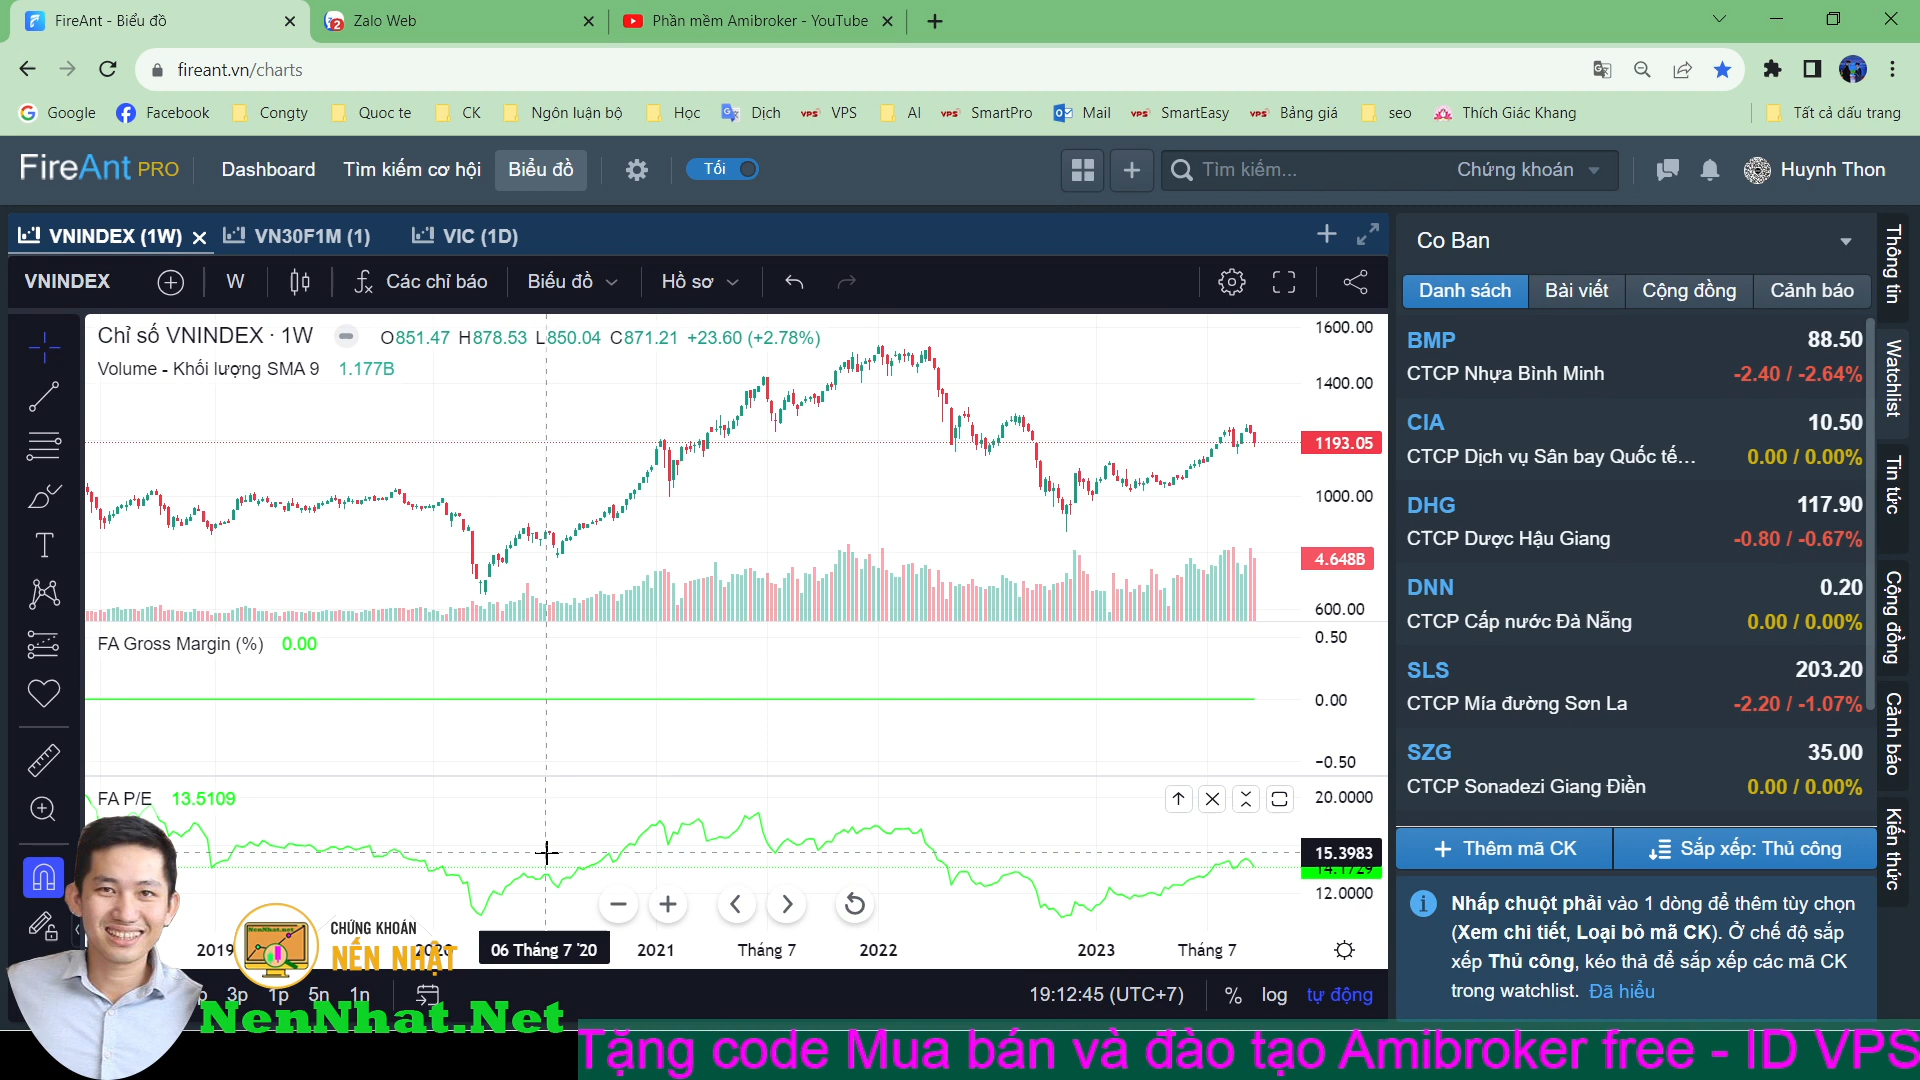 FireAnt - Biểu đồ
Zalo Web
Phần mềm Amibroker - YouTube
fireant.vn/charts
Google
Facebook
Congty
Quoc te
CK
Ngôn luận bộ
Học
Dịch
VPS
AI
SmartPro
Mail
SmartEasy
Bảng giá
seo
Thích Giác Khang
Tất cả dấu trang
FireAnt PRO
Dashboard
Tìm kiếm cơ hội
Biểu đồ
Tối
Tìm kiếm...
Chứng khoán
Huynh Thon
VNINDEX (1W)
VN30F1M (1)
VIC (1D)
VNINDEX
W
Các chỉ báo
Biểu đồ
Hồ sơ
Chỉ số VNINDEX · 1W
O851.47 H878.53 L850.04 C871.21 +23.60 (+2.78%)
Volume - Khối lượng SMA 9 1.177B
1600.00
1400.00
1193.05
1000.00
4.648B
600.00
FA Gross Margin (%) 0.00
0.50
0.00
−0.50
FA P/E 13.5109
20.0000
15.3983
14.1729
12.0000
2019
2020
06 Tháng 7 '20
2021
Tháng 7
2022
2023
Tháng 7
3p
1p
5n
1n
19:12:45 (UTC+7)
%
log
tự động
Co Ban
Danh sách
Bài viết
Cộng đồng
Cảnh báo
BMP 88.50
CTCP Nhựa Bình Minh -2.40 / -2.64%
CIA 10.50
CTCP Dịch vụ Sân bay Quốc tế... 0.00 / 0.00%
DHG 117.90
CTCP Dược Hậu Giang -0.80 / -0.67%
DNN 0.20
CTCP Cấp nước Đà Nẵng 0.00 / 0.00%
SLS 203.20
CTCP Mía đường Sơn La -2.20 / -1.07%
SZG 35.00
CTCP Sonadezi Giang Điền 0.00 / 0.00%
Thêm mã CK
Sắp xếp: Thủ công
Nhấp chuột phải vào 1 dòng để thêm tùy chọn
(Xem chi tiết, Loại bỏ mã CK). Ở chế độ sắp
xếp Thủ công, kéo thả để sắp xếp các mã CK
trong watchlist. Đã hiểu
Thông tin
Watchlist
Tin tức
Cộng đồng
Cảnh báo
Kiến thức
CHỨNG KHOÁN
NẾN NHẬT
NenNhat.Net
Tặng code Mua bán và đào tạo Amibroker free - ID VPS